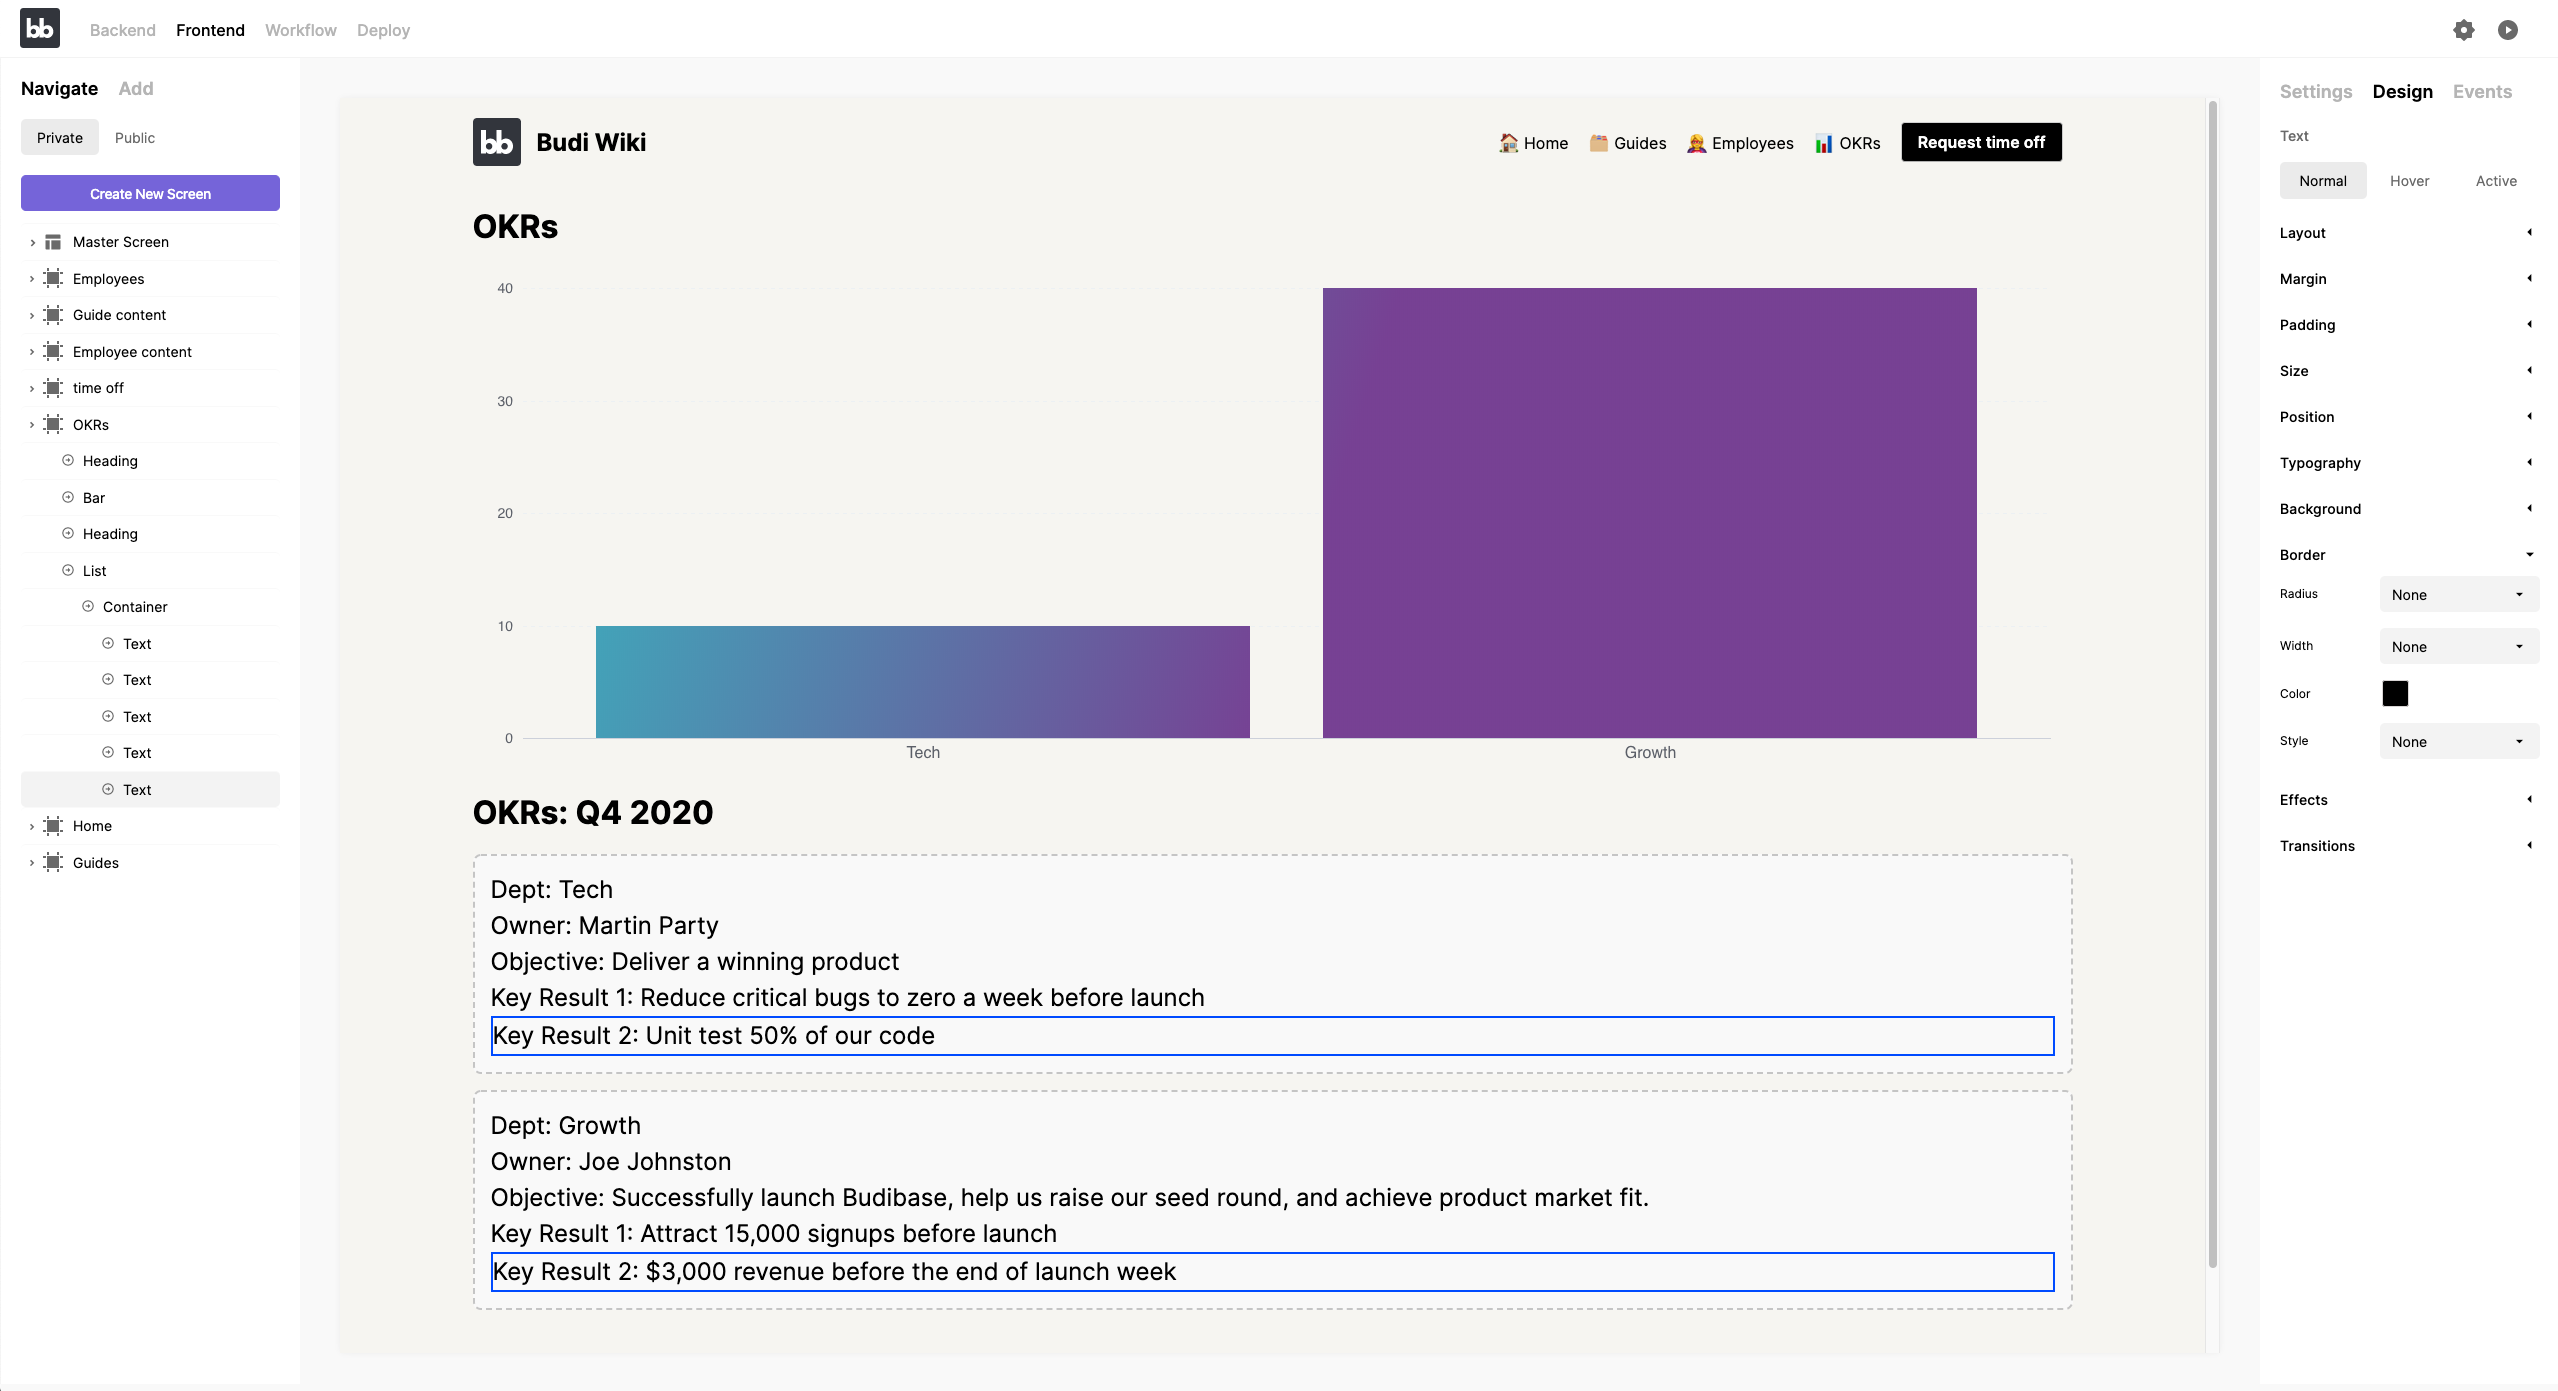 bb Backend Frontend Workflow Deploy
Navigate Add
Private Public
Create New Screen
Master Screen
Employees
Guide content
Employee content
time off
OKRs
Heading
Bar
Heading
List
Container
Text
Text
Text
Text
Text
Home
Guides
bb Budi Wiki Home Guides Employees OKRs Request time off
OKRs
40
30
20
10
0
Tech Growth
OKRs: Q4 2020
Dept: Tech
Owner: Martin Party
Objective: Deliver a winning product
Key Result 1: Reduce critical bugs to zero a week before launch
Key Result 2: Unit test 50% of our code
Dept: Growth
Owner: Joe Johnston
Objective: Successfully launch Budibase, help us raise our seed round, and achieve product market fit.
Key Result 1: Attract 15,000 signups before launch
Key Result 2: $3,000 revenue before the end of launch week
Settings Design Events
Text
Normal Hover Active
Layout
Margin
Padding
Size
Position
Typography
Background
Border
Radius None
Width None
Color
Style None
Effects
Transitions